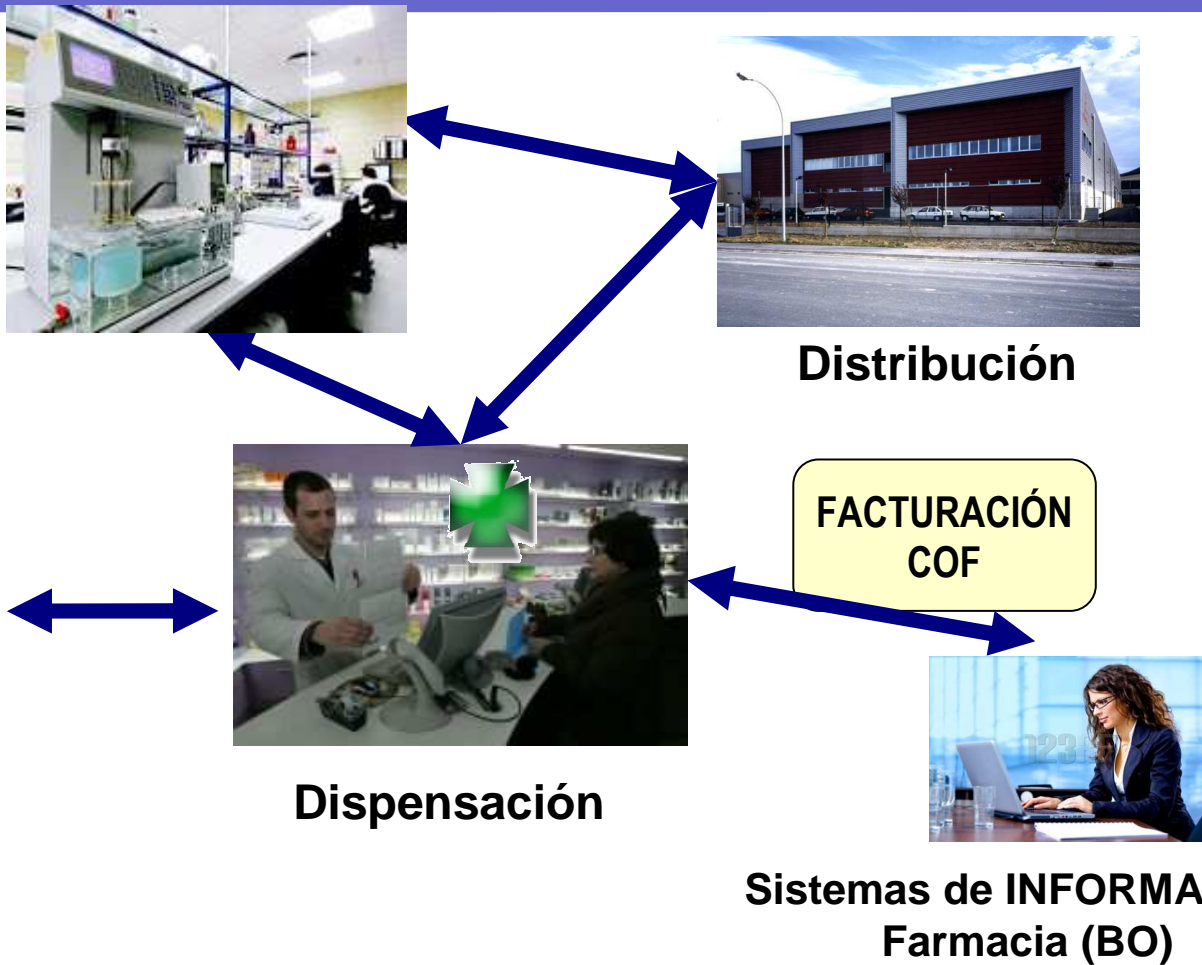 Distribución
FACTURACIÓN
COF
Dispensación
Sistemas de INFORMA
Farmacia (BO)